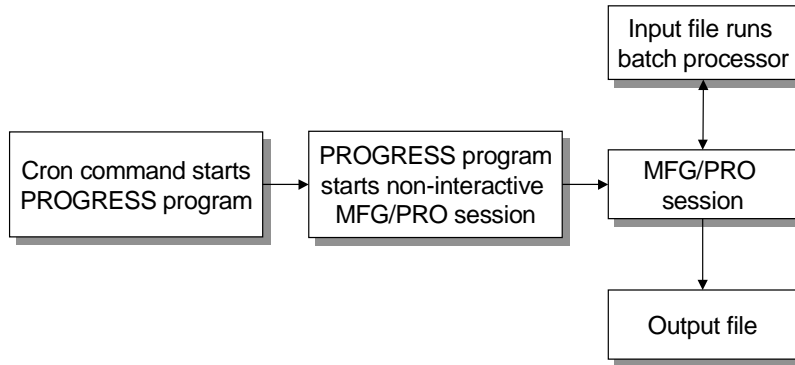 Input file runs
batch processor
Cron command starts
PROGRESS program
PROGRESS program
starts non-interactive
MFG/PRO session
MFG/PRO
session
Output file